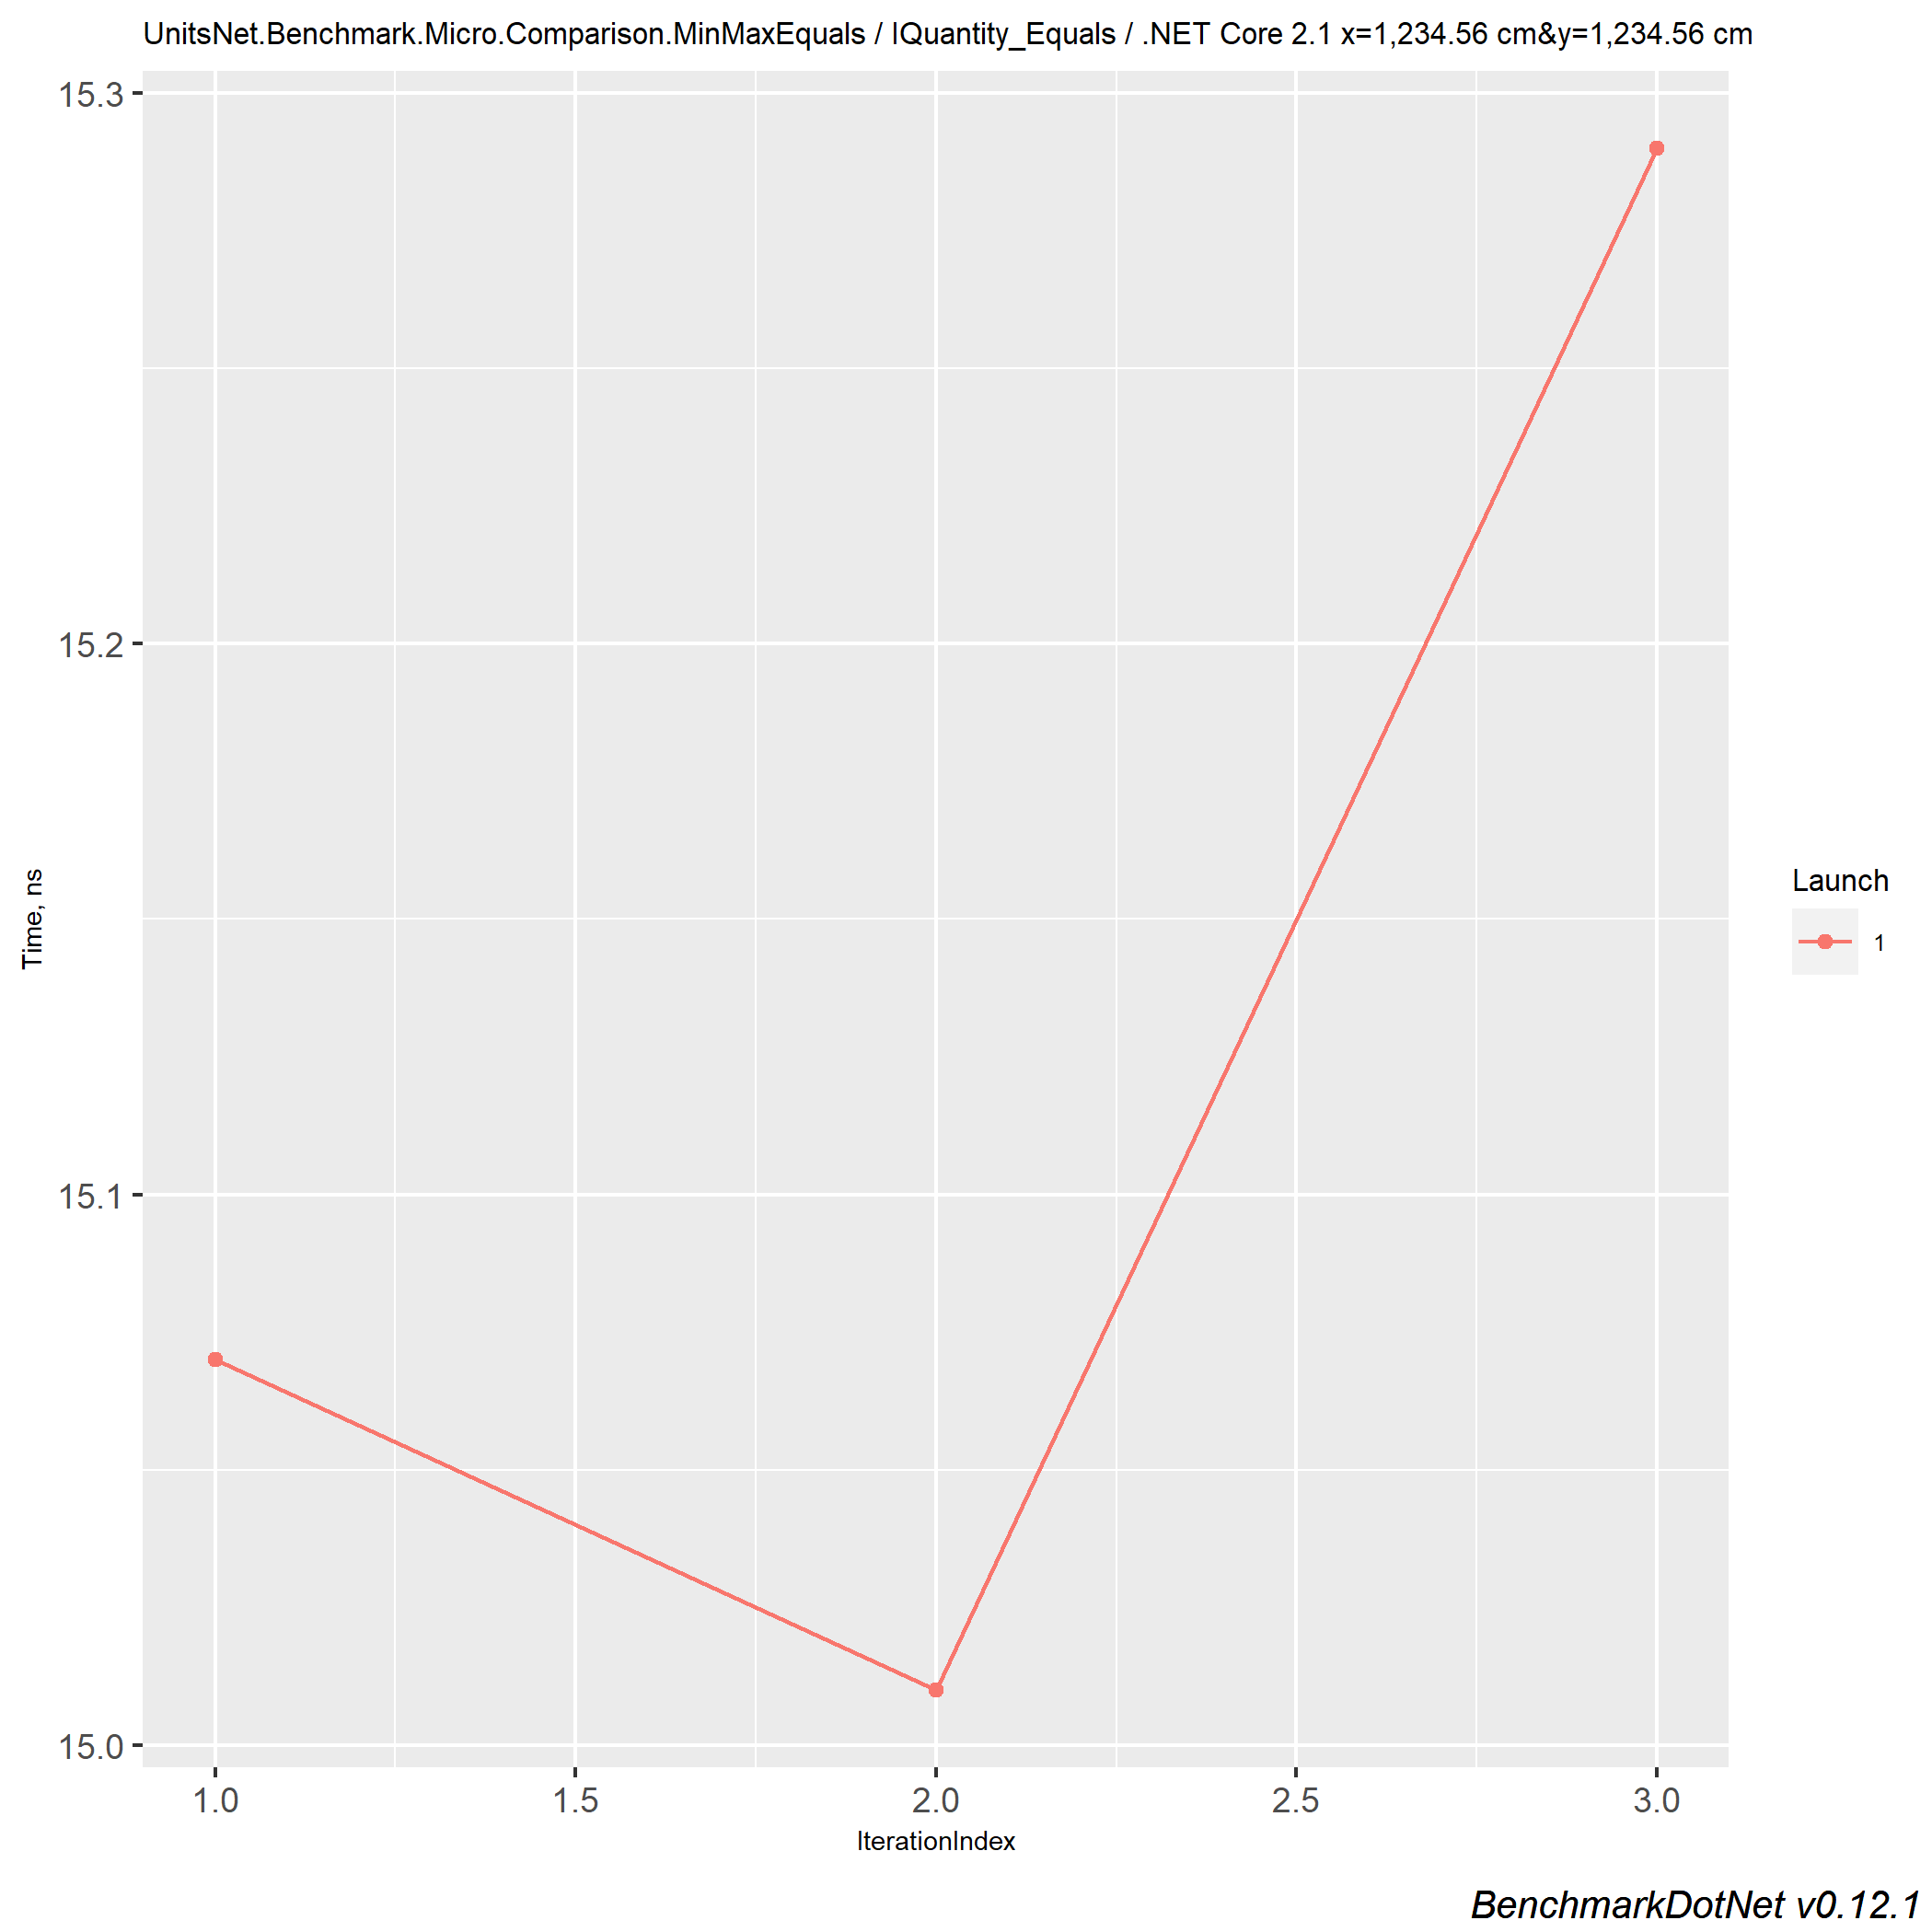 UnitsNet.Benchmark.Micro.Comparison.MinMaxEquals / IQuantity_Equals / .NET Core 2.1 x=1,234.56 cm&y=1,234.56 cm
15.3
15.2
15.1
15.0
Time, ns
1.0 1.5 2.0 2.5 3.0
IterationIndex
Launch
1
BenchmarkDotNet v0.12.1